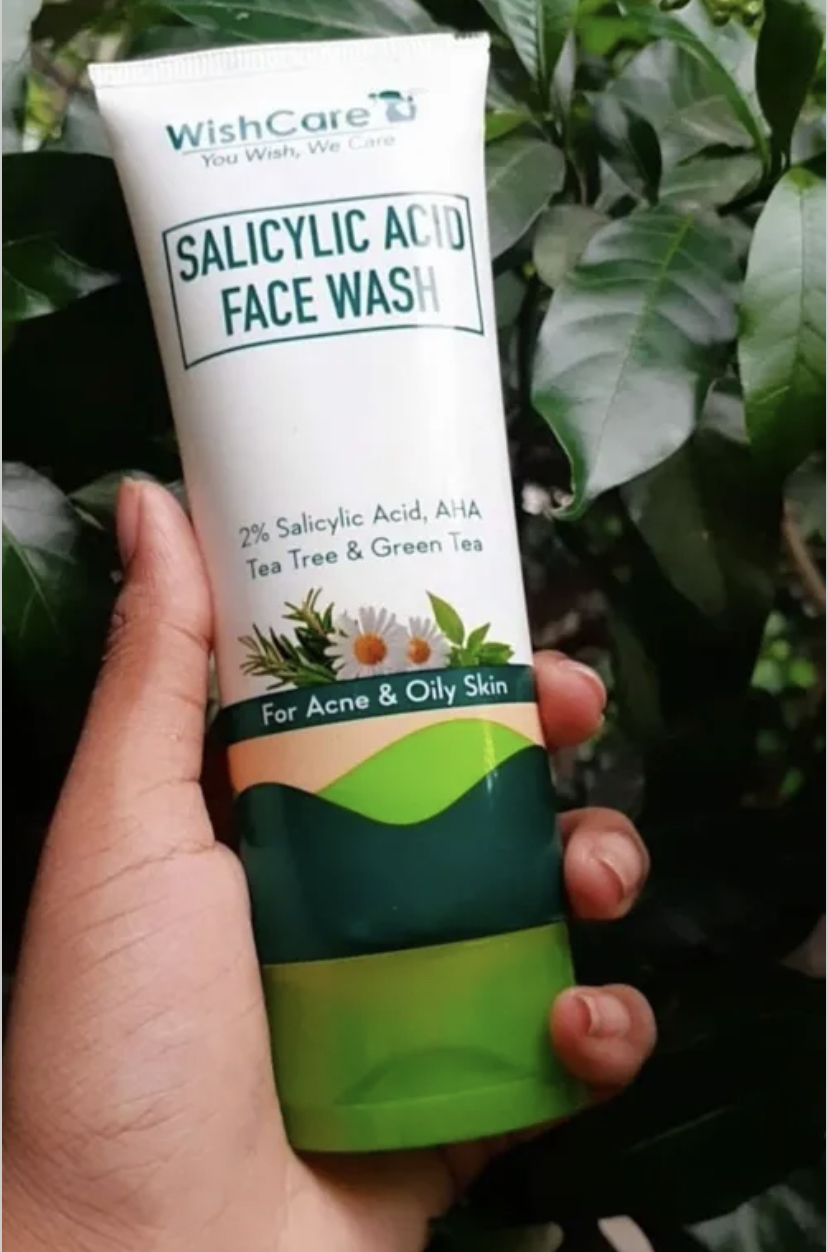 WishCare
You Wish, We Care
SALICYLIC ACID
FACE WASH
2% Salicylic Acid, AHA
Tea Tree & Green Tea
For Acne & Oily Skin